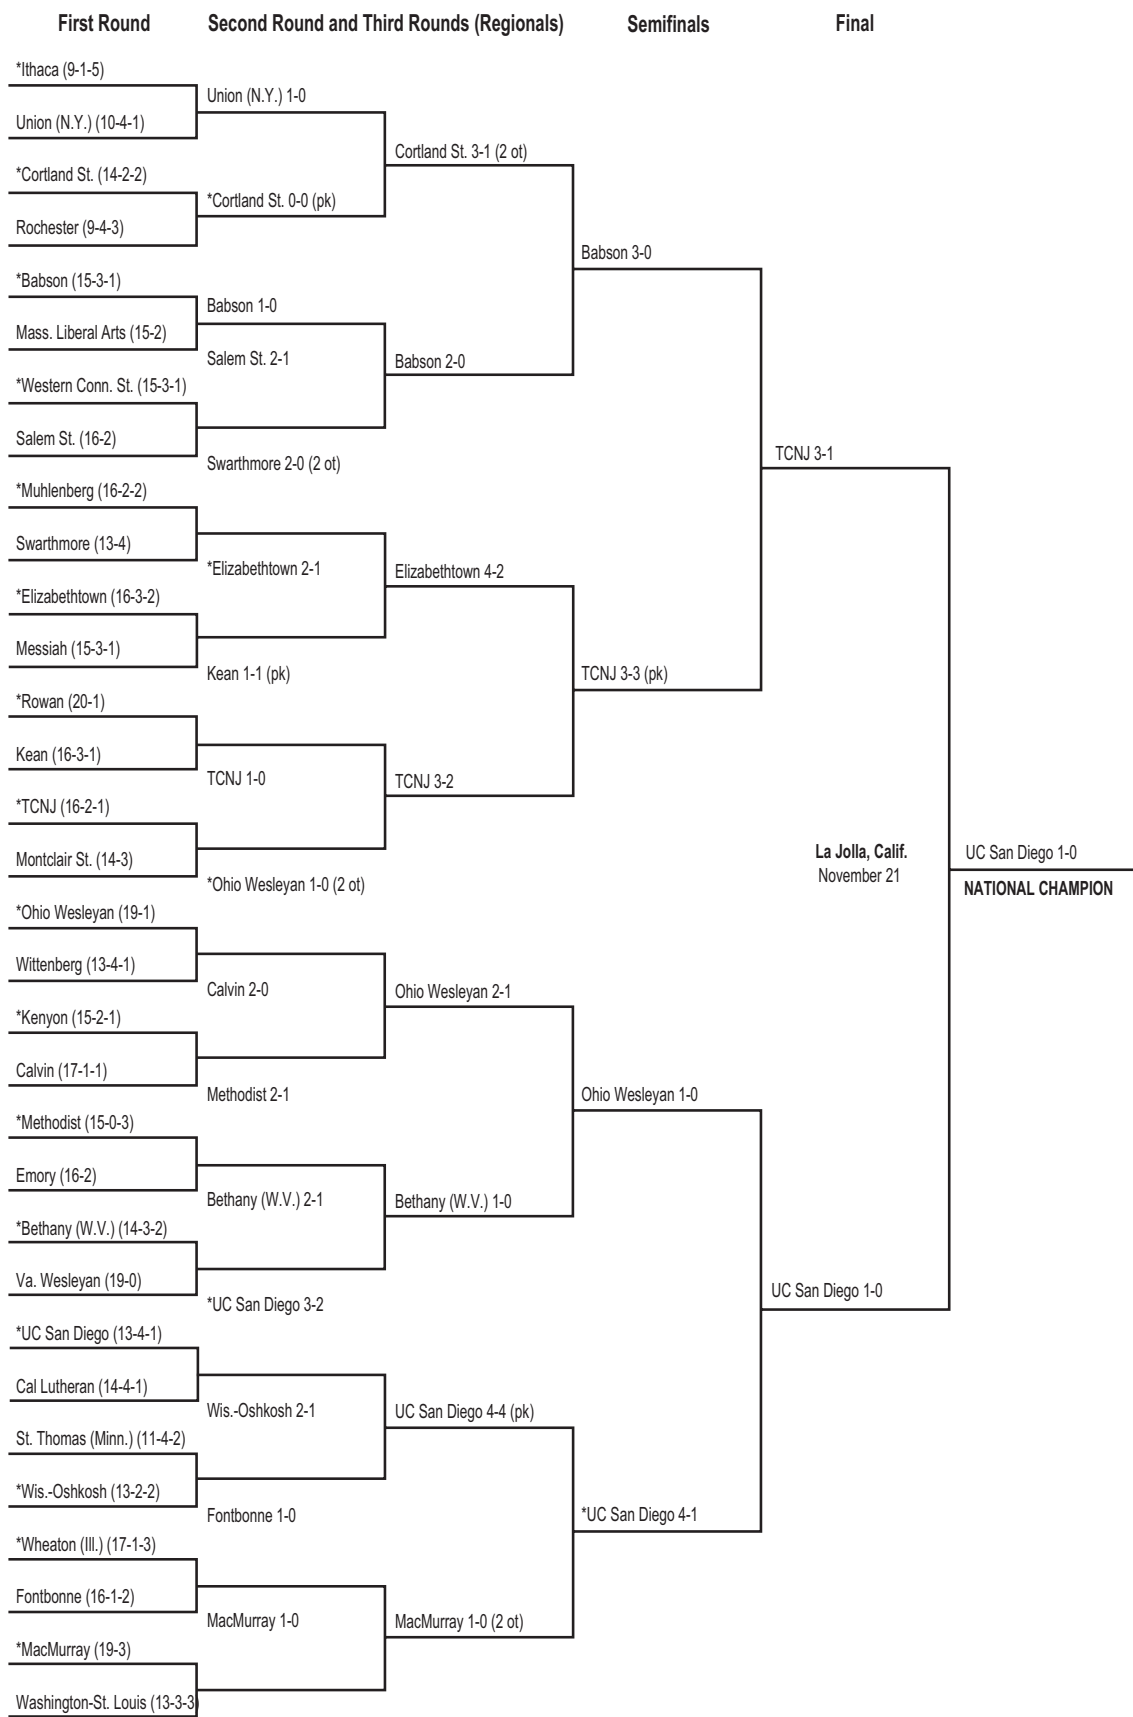 First Round
Second Round and Third Rounds (Regionals)
Semifinals
Final
*Ithaca (9-1-5)
Union (N.Y.) (10-4-1)
*Cortland St. (14-2-2)
Rochester (9-4-3)
*Babson (15-3-1)
Mass. Liberal Arts (15-2)
*Western Conn. St. (15-3-1)
Salem St. (16-2)
*Muhlenberg (16-2-2)
Swarthmore (13-4)
*Elizabethtown (16-3-2)
Messiah (15-3-1)
*Rowan (20-1)
Kean (16-3-1)
*TCNJ (16-2-1)
Montclair St. (14-3)
*Ohio Wesleyan (19-1)
Wittenberg (13-4-1)
*Kenyon (15-2-1)
Calvin (17-1-1)
*Methodist (15-0-3)
Emory (16-2)
*Bethany (W.V.) (14-3-2)
Va. Wesleyan (19-0)
*UC San Diego (13-4-1)
Cal Lutheran (14-4-1)
St. Thomas (Minn.) (11-4-2)
*Wis.-Oshkosh (13-2-2)
*Wheaton (Ill.) (17-1-3)
Fontbonne (16-1-2)
*MacMurray (19-3)
Washington-St. Louis (13-3-3)
Union (N.Y.) 1-0
*Cortland St. 0-0 (pk)
Babson 1-0
Salem St. 2-1
Swarthmore 2-0 (2 ot)
*Elizabethtown 2-1
Kean 1-1 (pk)
TCNJ 1-0
*Ohio Wesleyan 1-0 (2 ot)
Calvin 2-0
Methodist 2-1
Bethany (W.V.) 2-1
*UC San Diego 3-2
Wis.-Oshkosh 2-1
Fontbonne 1-0
MacMurray 1-0
Cortland St. 3-1 (2 ot)
Babson 2-0
Elizabethtown 4-2
TCNJ 3-2
Ohio Wesleyan 2-1
Bethany (W.V.) 1-0
UC San Diego 4-4 (pk)
MacMurray 1-0 (2 ot)
Babson 3-0
TCNJ 3-3 (pk)
Ohio Wesleyan 1-0
*UC San Diego 4-1
TCNJ 3-1
UC San Diego 1-0
La Jolla, Calif.
November 21
UC San Diego 1-0
NATIONAL CHAMPION